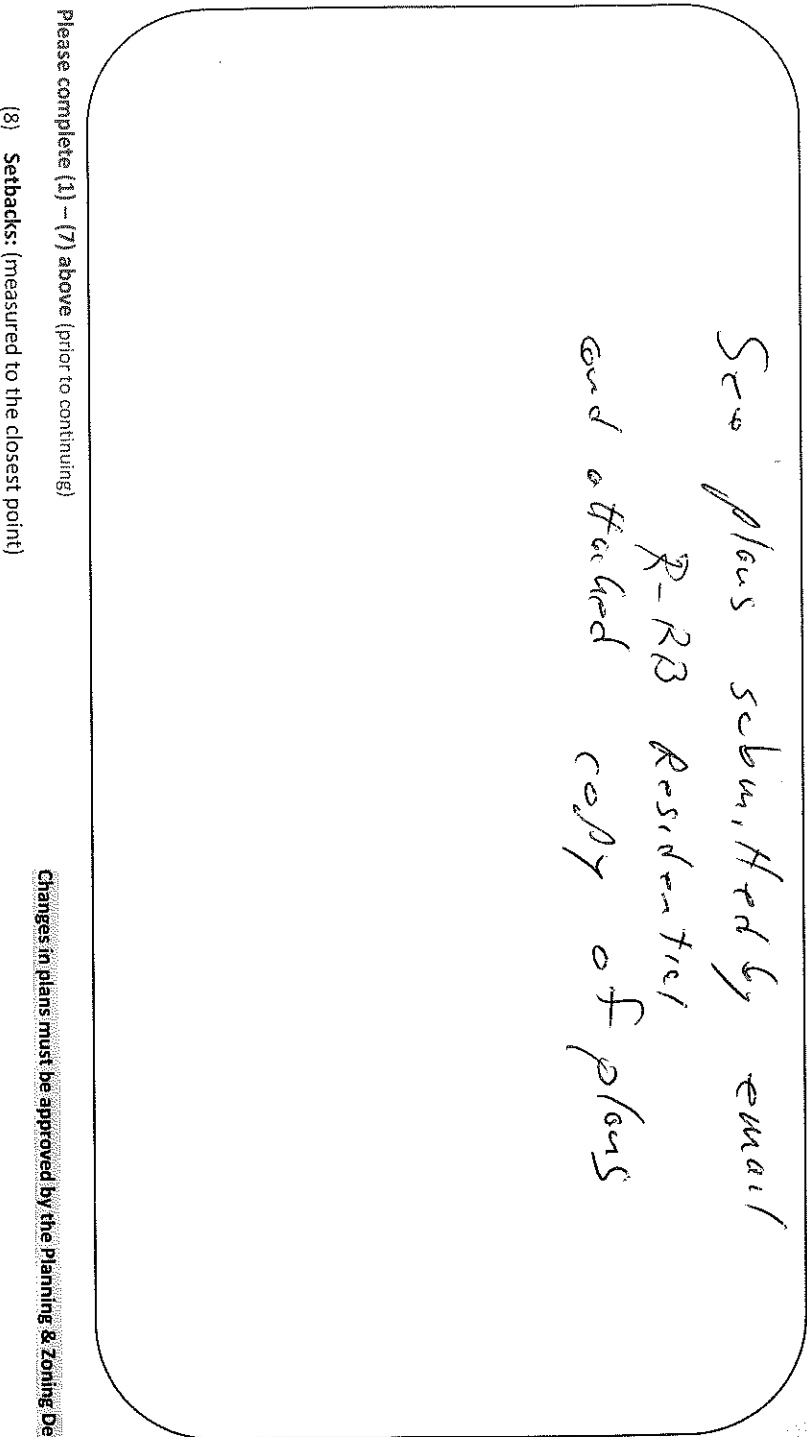 See plans submitted by email
R-RB Residential
and attached copy of plans
Please complete (1) – (7) above (prior to continuing)
Changes in plans must be approved by the Planning & Zoning De
(8) Setbacks: (measured to the closest point)